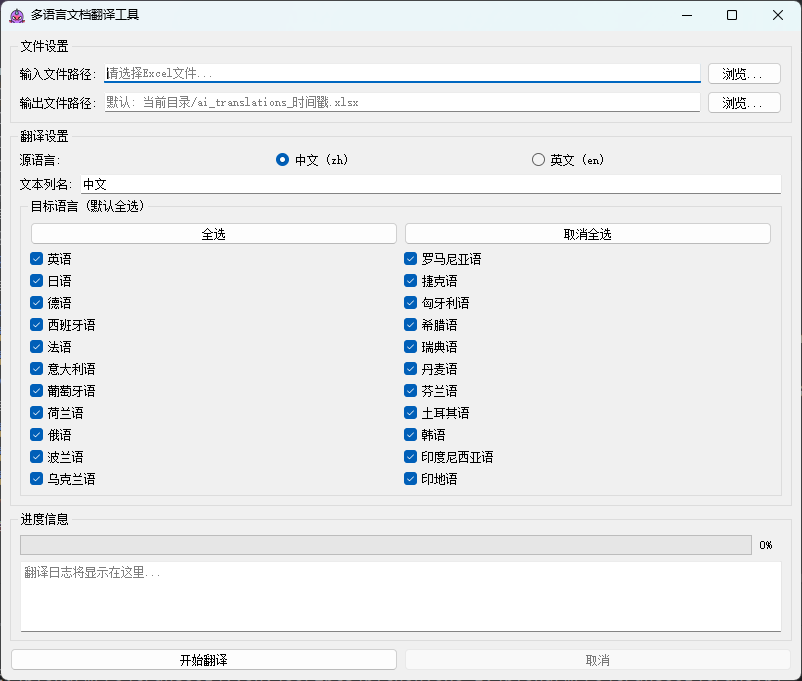 多语言文档翻译工具
文件设置
输入文件路径: 请选择Excel文件... 浏览...
输出文件路径: 默认: 当前目录/ai_translations_时间戳.xlsx 浏览...
翻译设置
源语言: 中文 (zh) 英文 (en)
文本列名: 中文
目标语言 (默认全选)
全选 取消全选
英语 罗马尼亚语
日语 捷克语
德语 匈牙利语
西班牙语 希腊语
法语 瑞典语
意大利语 丹麦语
葡萄牙语 芬兰语
荷兰语 土耳其语
俄语 韩语
波兰语 印度尼西亚语
乌克兰语 印地语
进度信息
0%
翻译日志将显示在这里...
开始翻译 取消